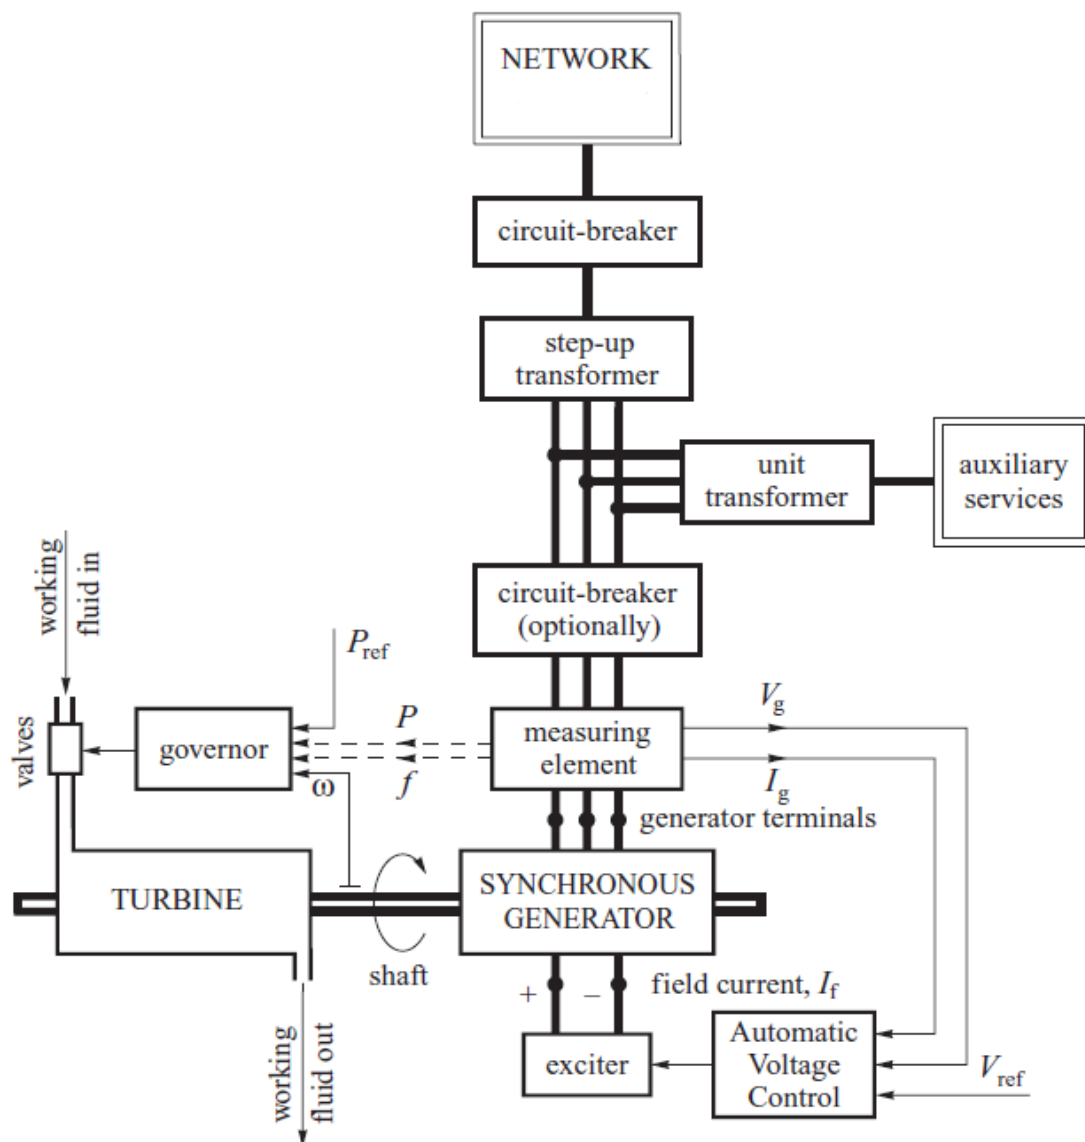 NETWORK
circuit-breaker
step-up
transformer
unit
transformer
auxiliary
services
working
fluid in
circuit-breaker
(optionally)
P_ref
valves
governor
P
f
ω
measuring
element
V_g
I_g
generator terminals
TURBINE
SYNCHRONOUS
GENERATOR
shaft
+
–
field current, I_f
working
fluid out
exciter
Automatic
Voltage
Control
V_ref